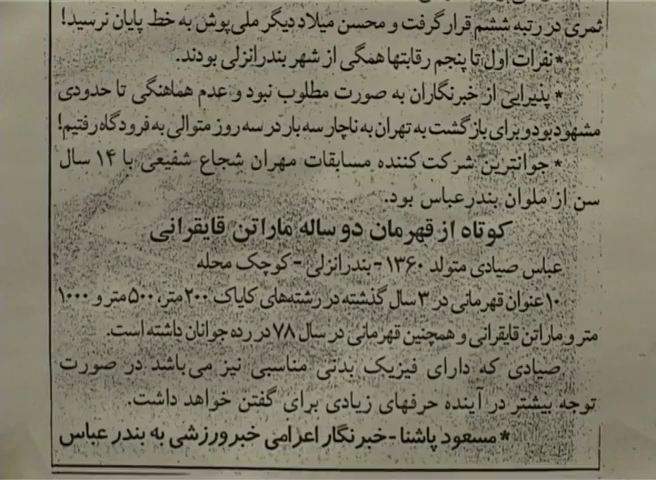 ثمری در رتبه ششم قرار گرفت و محسن میلاد دیگر ملی‌پوش به خط پایان نرسید!
* نفرات اول تا پنجم رقابتها همگی از شهر بندرانزلی بودند.
* پذیرایی از خبرنگاران به صورت مطلوب نبود و عدم هماهنگی تا حدودی
مشهود بود و برای بازگشت به تهران به ناچار سه بار در سه روز متوالی به فرودگاه رفتیم!
* جوانترین شرکت کننده مسابقات مهران شجاع شفیعی با ۱۴ سال
سن از ملوان بندرعباس بود.
کوتاه از قهرمان دو ساله ماراتن قایقرانی
عباس صیادی متولد ۱۳۶۰ - بندرانزلی - کوچک محله
۱۰ عنوان قهرمانی در ۳ سال گذشته در رشته‌های کایاک ۲۰۰ متر، ۵۰۰ متر و ۱۰۰۰
متر و ماراتن قایقرانی و همچنین قهرمانی در سال ۷۸ در رده جوانان داشته است.
صیادی که دارای فیزیک بدنی مناسبی نیز می‌باشد در صورت
توجه بیشتر در آینده حرفهای زیادی برای گفتن خواهد داشت.
* مسعود پاشنا - خبرنگار اعزامی خبرورزشی به بندر عباس